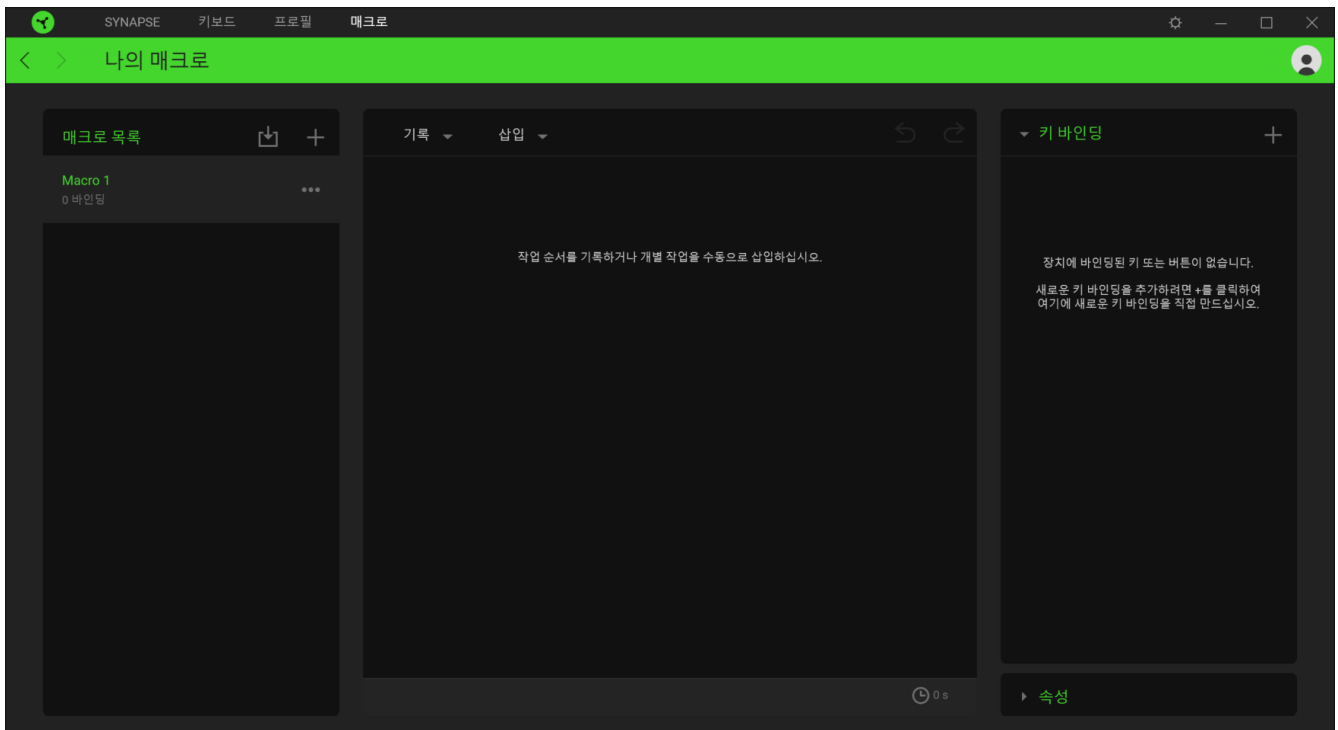 SYNAPSE 키보드 프로필 매크로
나의 매크로
매크로 목록
Macro 1
0 바인딩
기록 삽입
작업 순서를 기록하거나 개별 작업을 수동으로 삽입하십시오.
0 s
키 바인딩
장치에 바인딩된 키 또는 버튼이 없습니다.
새로운 키 바인딩을 추가하려면 +를 클릭하여
여기에 새로운 키 바인딩을 직접 만드십시오.
속성